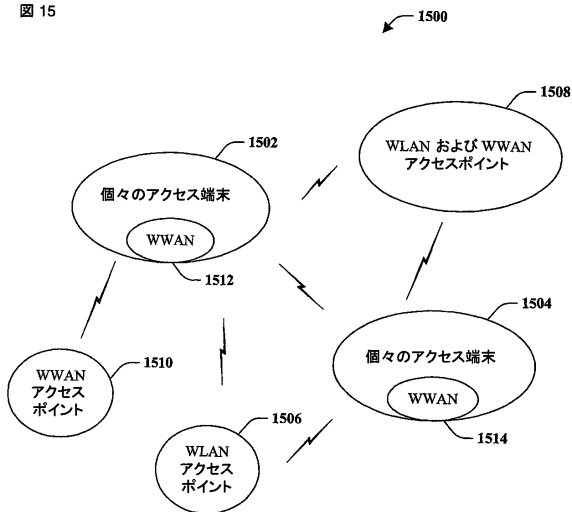 図 15
1500
1508
WLAN および WWAN
アクセスポイント
1502
個々のアクセス端末
WWAN
1512
1504
個々のアクセス端末
WWAN
1514
1510
WWAN
アクセス
ポイント
1506
WLAN
アクセス
ポイント